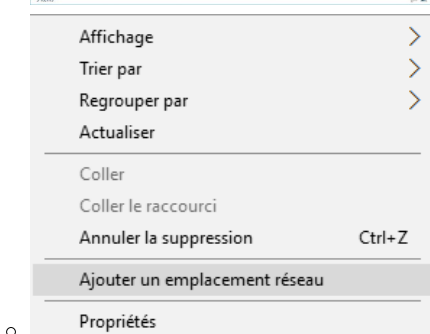 Affichage
Trier par
Regrouper par
Actualiser
Coller
Coller le raccourci
Annuler la suppression Ctrl+Z
Ajouter un emplacement réseau
Propriétés